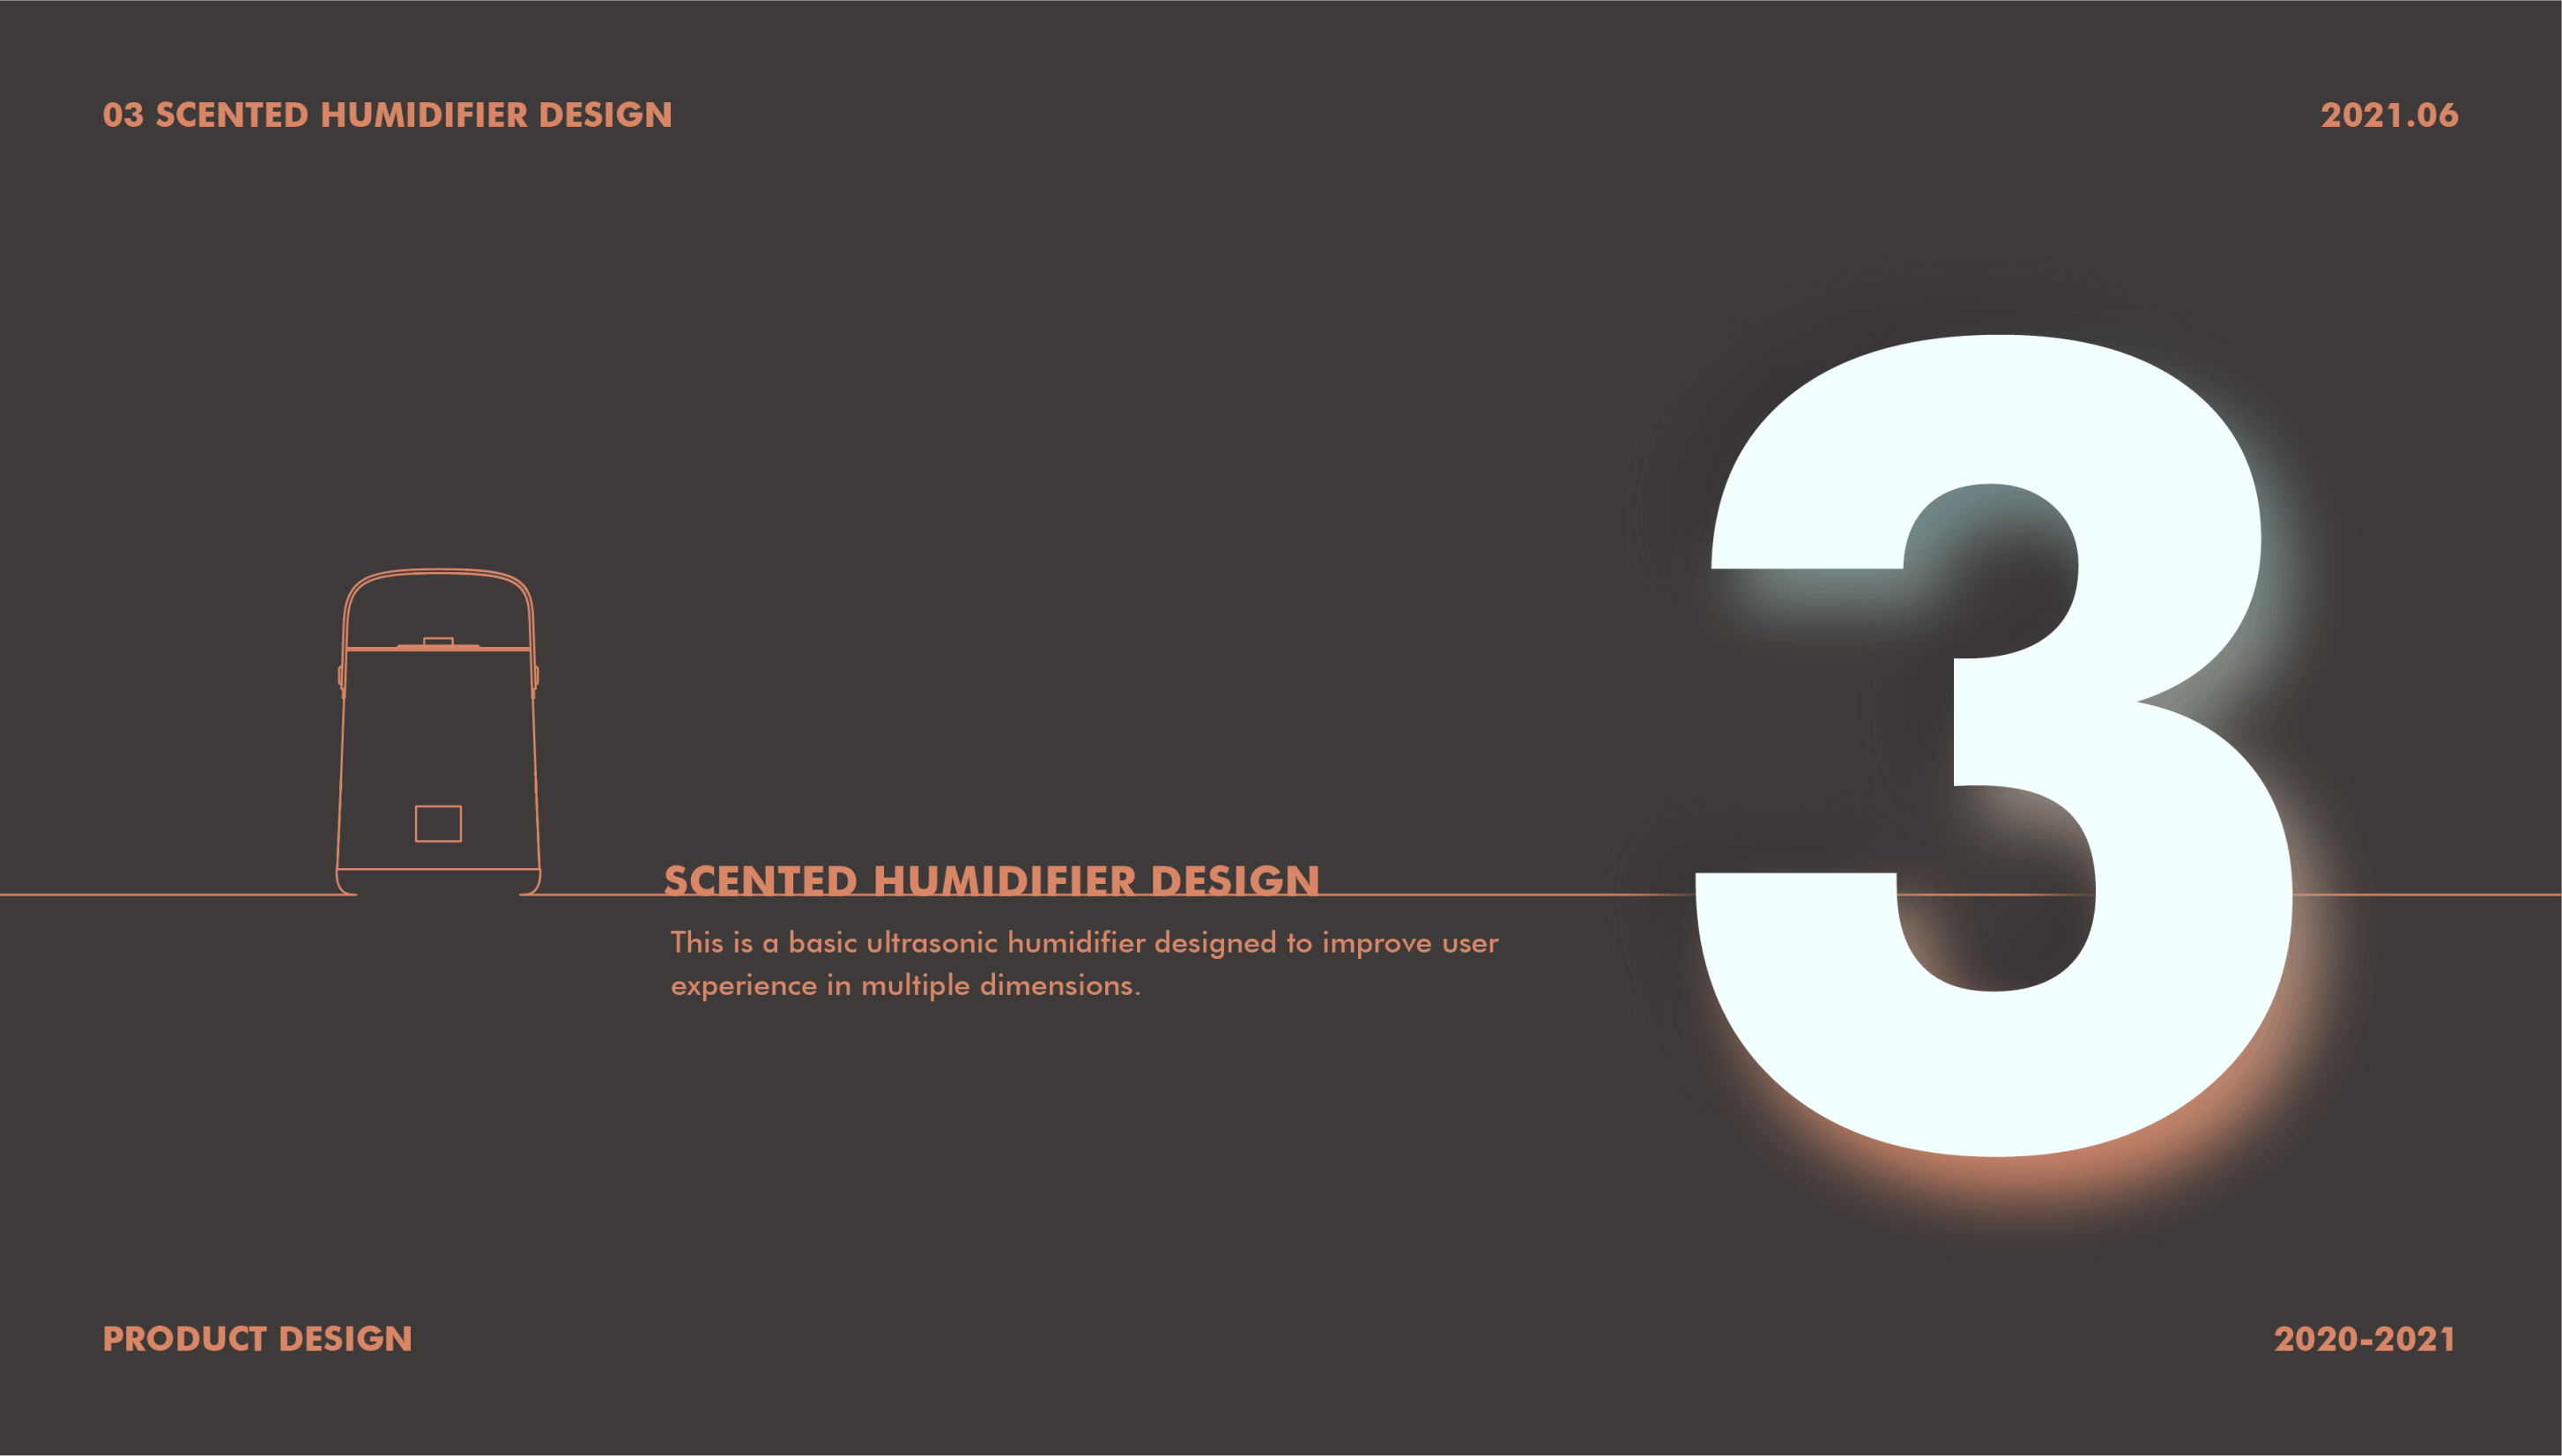 03 SCENTED HUMIDIFIER DESIGN
2021.06
3
SCENTED HUMIDIFIER DESIGN
This is a basic ultrasonic humidifier designed to improve user
experience in multiple dimensions.
PRODUCT DESIGN
2020-2021